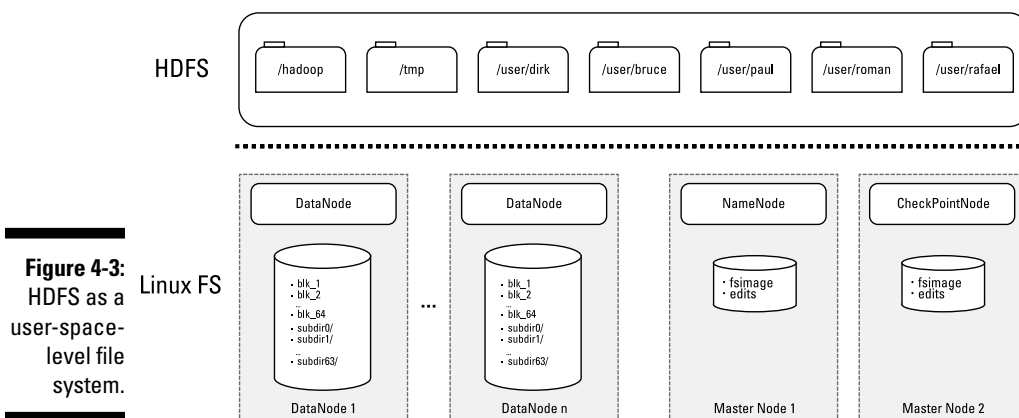 HDFS
/hadoop
/tmp
/user/dirk
/user/bruce
/user/paul
/user/roman
/user/rafael
Figure 4-3:
HDFS as a
user-space-
level file
system.
Linux FS
DataNode
• blk_1
• blk_2
...
• blk_64
• subdir0/
• subdir1/
...
• subdir63/
DataNode 1
...
DataNode
• blk_1
• blk_2
...
• blk_64
• subdir0/
• subdir1/
...
• subdir63/
DataNode n
NameNode
• fsimage
• edits
Master Node 1
CheckPointNode
• fsimage
• edits
Master Node 2